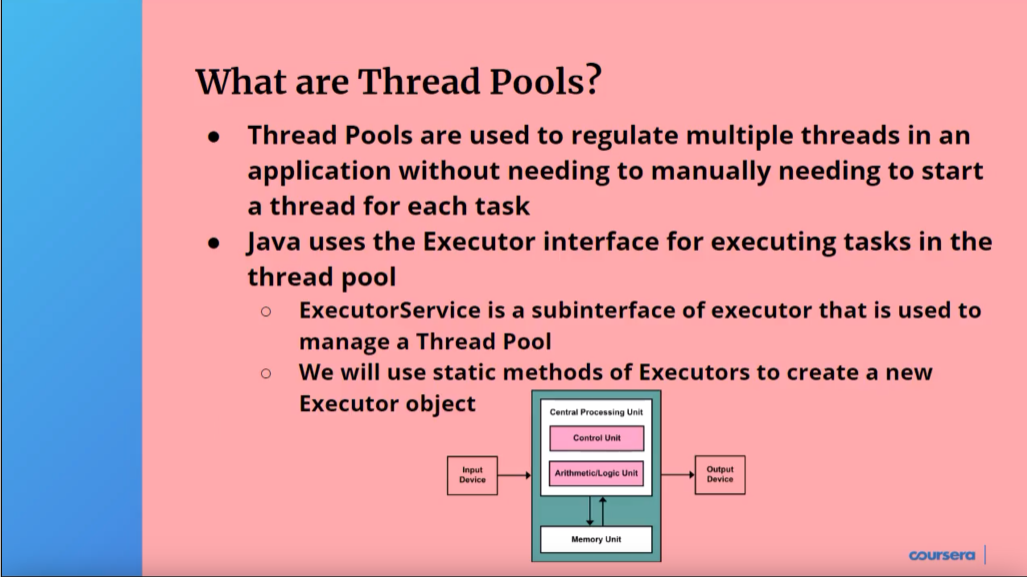 What are Thread Pools?
● Thread Pools are used to regulate multiple threads in an
application without needing to manually needing to start
a thread for each task
● Java uses the Executor interface for executing tasks in the
thread pool
○ ExecutorService is a subinterface of executor that is used to
manage a Thread Pool
○ We will use static methods of Executors to create a new
Executor object
Central Processing Unit
Control Unit
Arithmetic/Logic Unit
Input
Device
Output
Device
Memory Unit
coursera